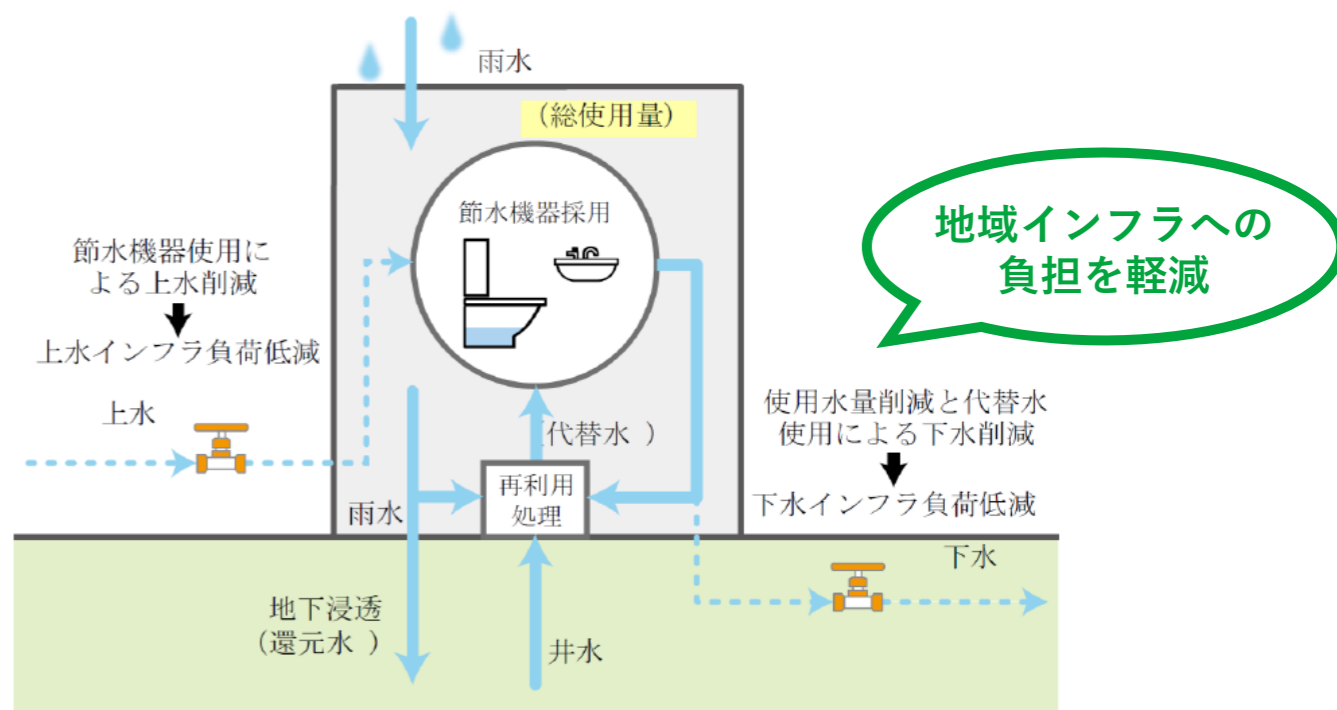 雨水
(総使用量)
節水機器採用
地域インフラへの
負担を軽減
節水機器使用に
よる上水削減
上水インフラ負荷低減
上水
使用水量削減と代替水
使用による下水削減
下水インフラ負荷低減
(代替水 )
再利用
処理
雨水
下水
地下浸透
(還元水 )
井水